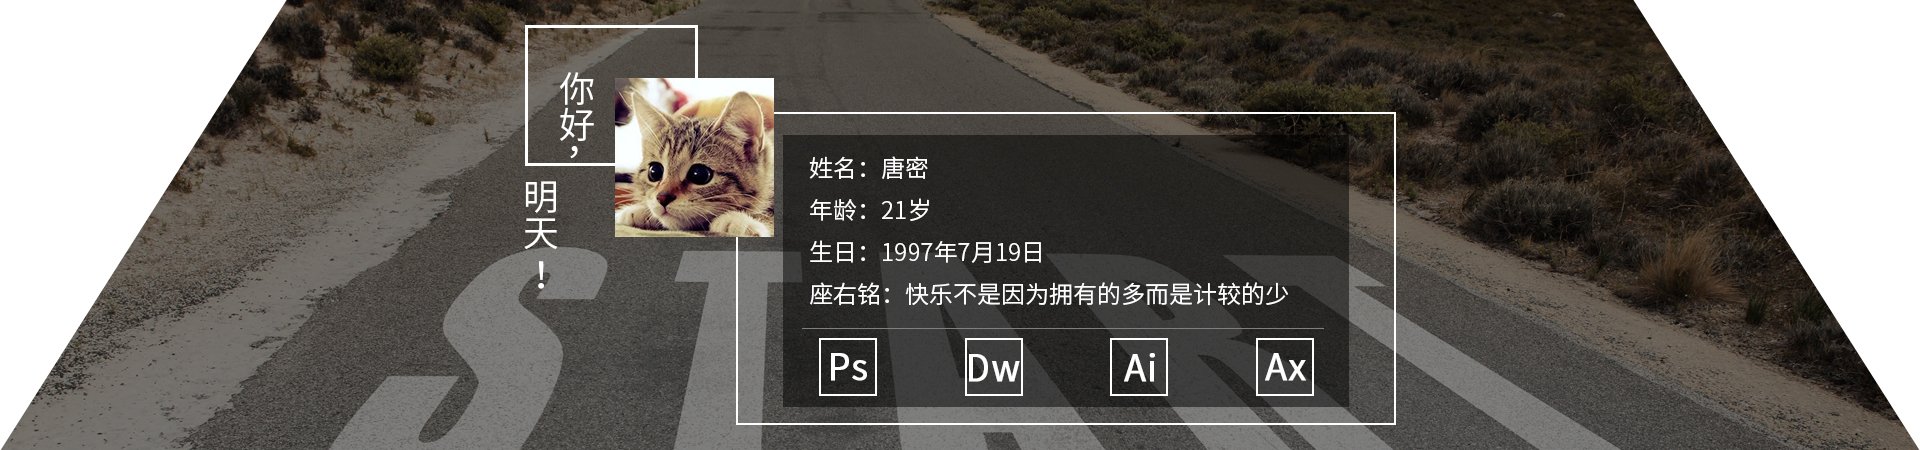 你好，
明天！
姓名：唐密
年龄：21岁
生日：1997年7月19日
座右铭：快乐不是因为拥有的多而是计较的少
Ps Dw Ai Ax
START